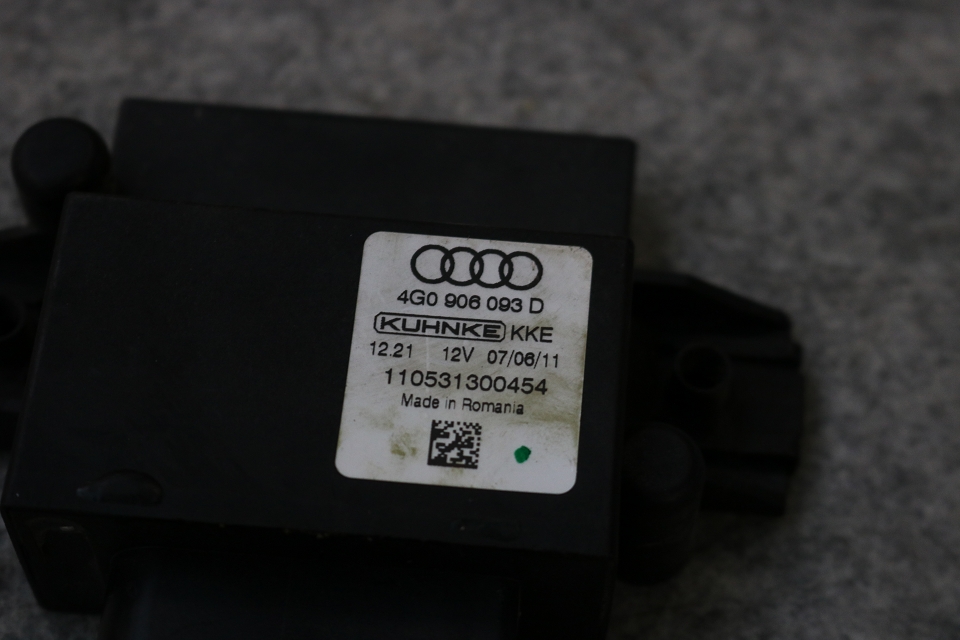 4G0 906 093 D
KUHNKE KKE
12.21 12V 07/06/11
110531300454
Made in Romania